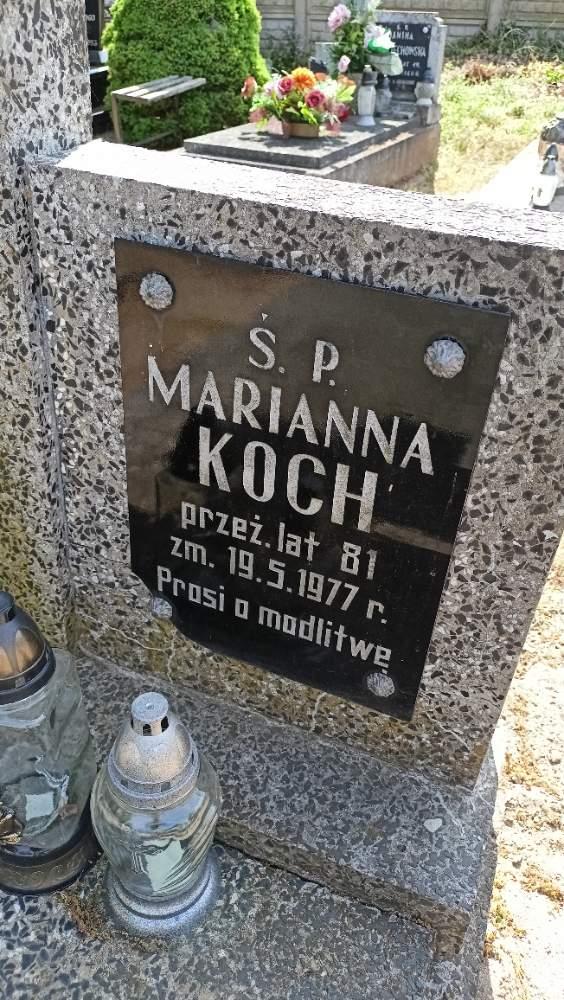 Ś. P.
MARIANNA
KOCH
przeż. lat 81
zm. 19.5.1977 r.
Prosi o modlitwę